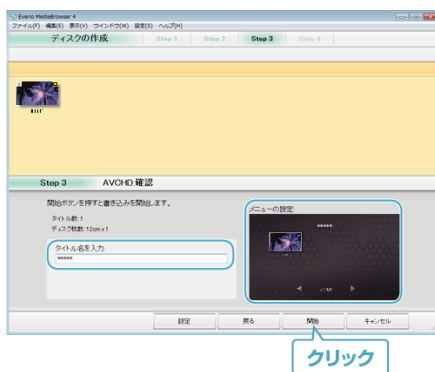 Everio MediaBrowser 4
ファイル(F) 編集(E) 表示(V) ウインドウ(W) 設定(S) ヘルプ(H)
ディスクの作成 Step 1 Step 2 Step 3 Step 4
Step 3 AVCHD:確認
開始ボタンを押すと書き込みを開始します。
タイトル数: 1
ディスク枚数: 12cm x1
タイトル名を入力:
*****
メニューの設定
*****
設定 戻る 開始 キャンセル
クリック